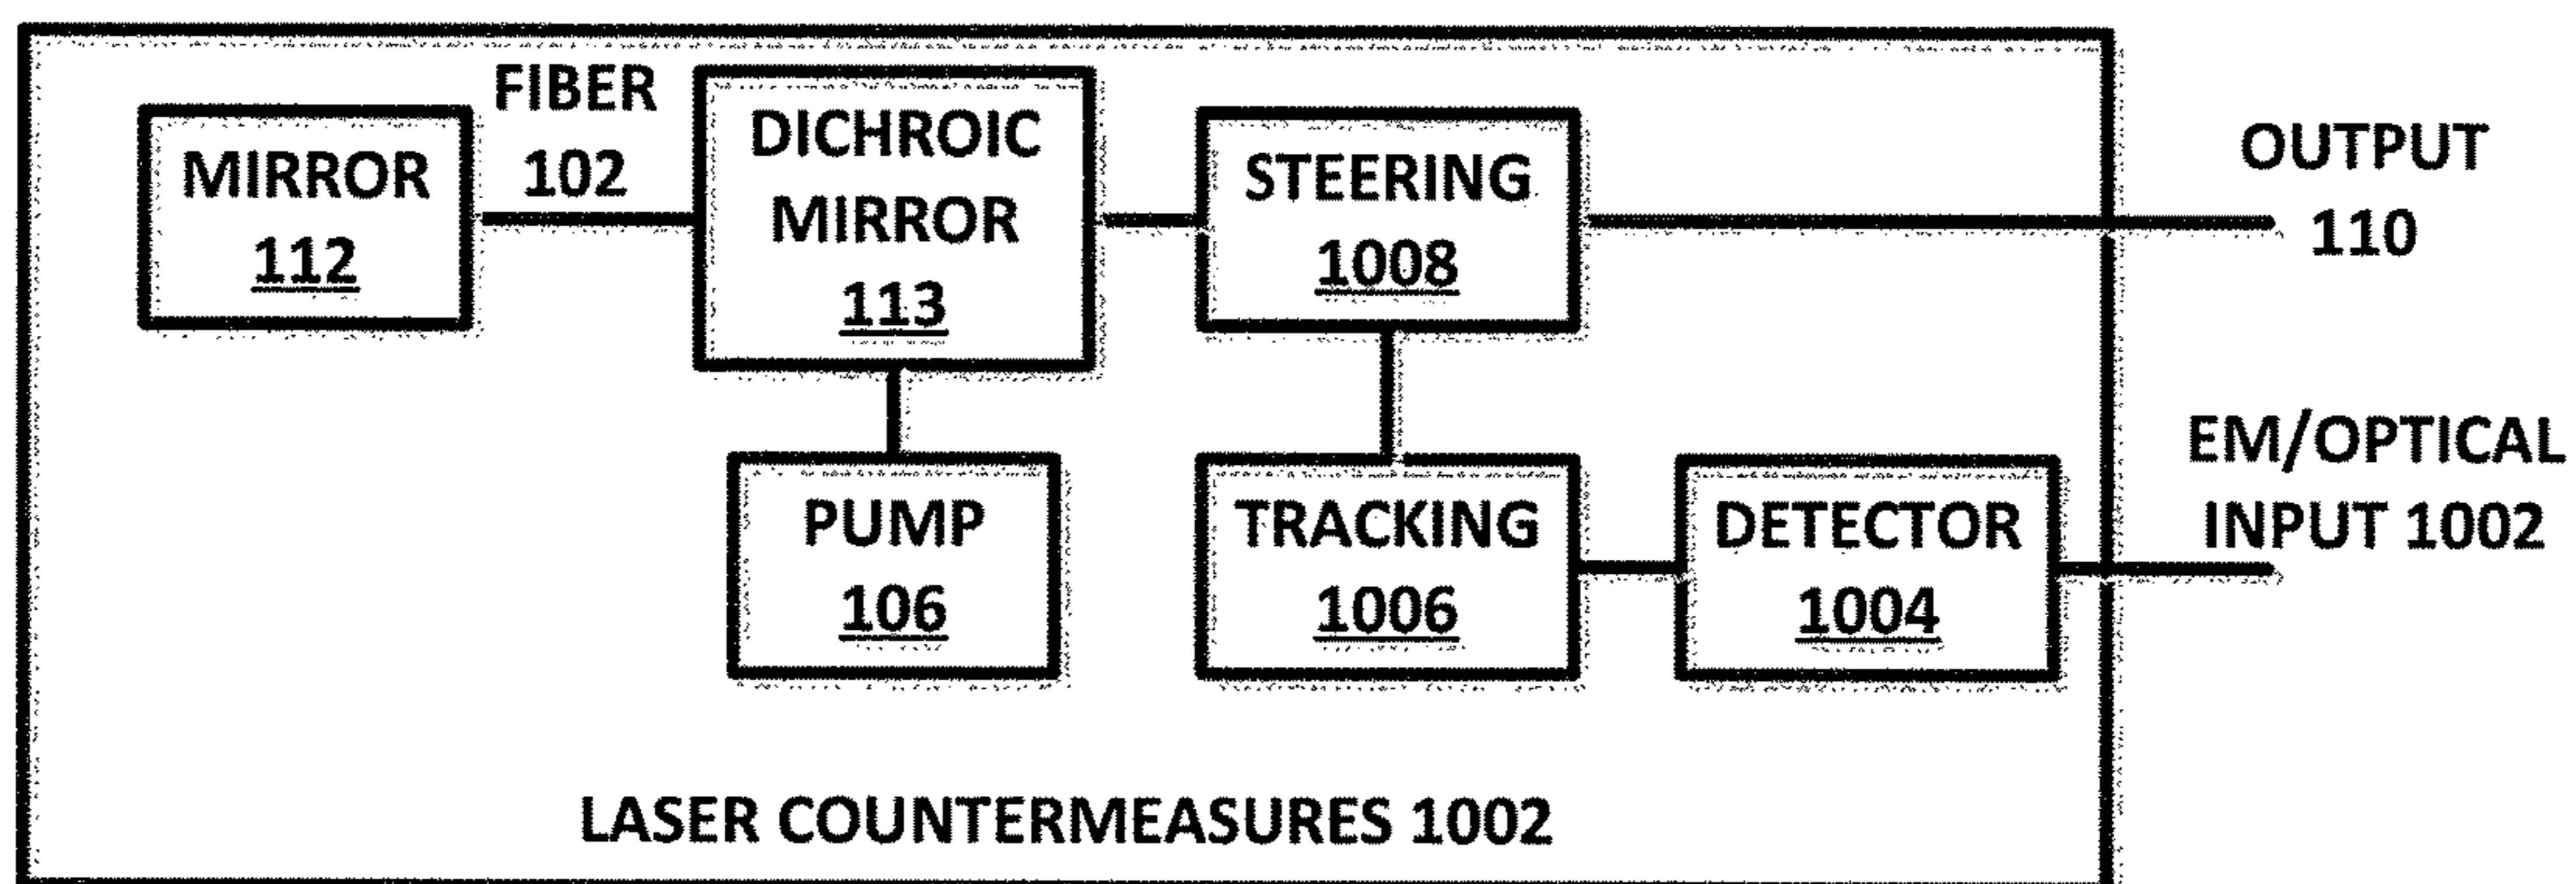 MIRROR
112
FIBER
102
DICHROIC
MIRROR
113
STEERING
1008
OUTPUT
110
PUMP
106
TRACKING
1006
DETECTOR
1004
EM/OPTICAL
INPUT 1002
LASER COUNTERMEASURES 1002